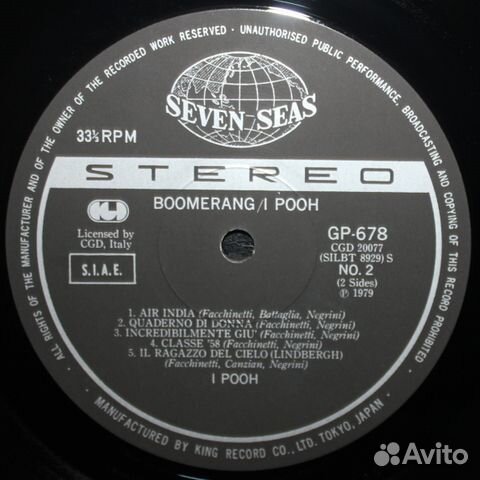 ALL RIGHTS OF THE MANUFACTURER AND OF THE OWNER OF THE RECORDED WORK RESERVED - UNAUTHORISED PUBLIC PERFORMANCE, BROADCASTING AND COPYING OF THIS RECORD PROHIBITED
SEVEN SEAS
33⅓RPM
STEREO
BOOMERANG/I POOH
CGD
Licensed by
CGD, Italy
S.I.A.E.
GP-678
CGD 20077
(SILBT 8929) S
NO. 2
(2 Sides)
Ⓟ 1979
1. AIR INDIA (Facchinetti, Battaglia, Negrini)
2. QUADERNO DI DONNA (Facchinetti, Negrini)
3. INCREDIBILMENTE GIU' (Facchinetti, Negrini)
4. CLASSE '58 (Facchinetti, Negrini)
5. IL RAGAZZO DEL CIELO (LINDBERGH)
(Facchinetti, Canzian, Negrini)
I POOH
MANUFACTURED BY KING RECORD CO., LTD. TOKYO, JAPAN
Avito